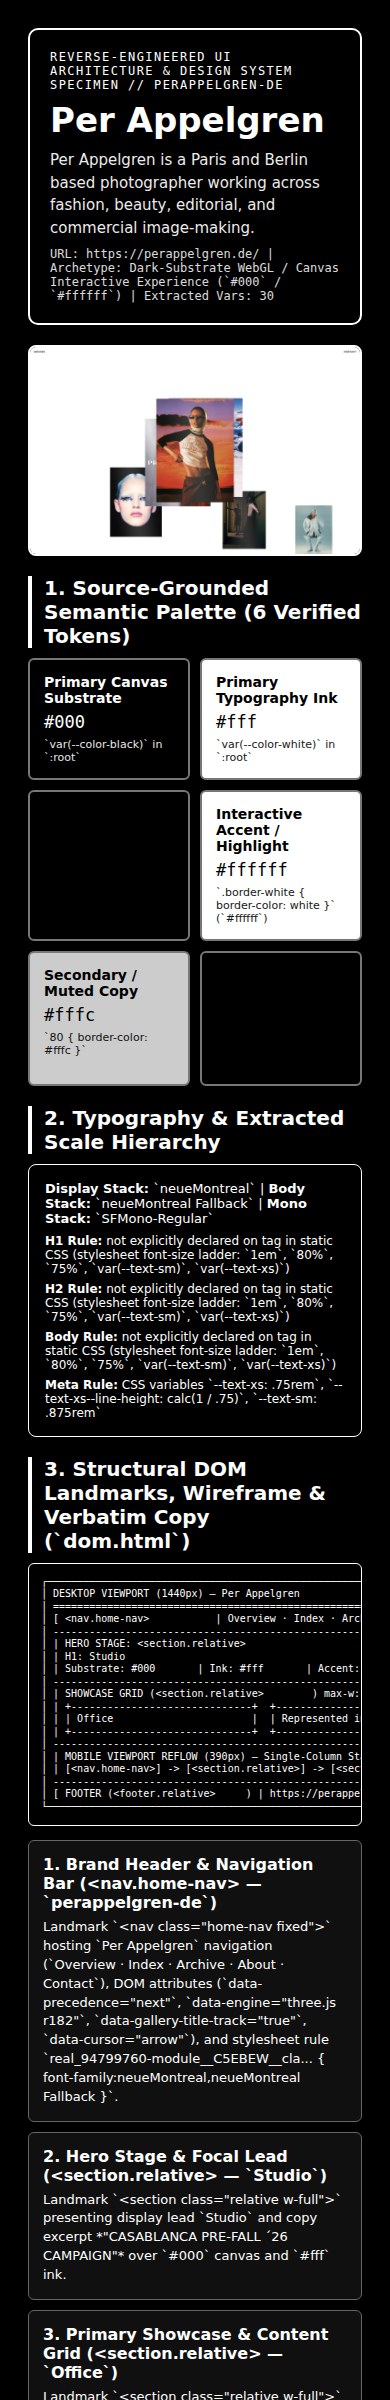 REVERSE-ENGINEERED UI
ARCHITECTURE & DESIGN SYSTEM
SPECIMEN // PERAPPELGREN-DE
Per Appelgren
Per Appelgren is a Paris and Berlin
based photographer working across
fashion, beauty, editorial, and
commercial image-making.
URL: https://perappelgren.de/ |
Archetype: Dark-Substrate WebGL / Canvas
Interactive Experience (`#000` /
`#ffffff`) | Extracted Vars: 30
1. Source-Grounded
Semantic Palette (6 Verified
Tokens)
Primary Canvas
Substrate
#000
`var(--color-black)` in
`:root`
Primary
Typography Ink
#fff
`var(--color-white)` in
`:root`
Interactive
Accent /
Highlight
#ffffff
`.border-white {
border-color: white }`
(`#ffffff`)
Secondary /
Muted Copy
#fffc
`80 { border-color:
#fffc }`
2. Typography & Extracted
Scale Hierarchy
Display Stack: `neueMontreal` | Body
Stack: `neueMontreal Fallback` | Mono
Stack: `SFMono-Regular`
H1 Rule: not explicitly declared on tag in static
CSS (stylesheet font-size ladder: `1em`, `80%`,
`75%`, `var(--text-sm)`, `var(--text-xs)`)
H2 Rule: not explicitly declared on tag in static
CSS (stylesheet font-size ladder: `1em`, `80%`,
`75%`, `var(--text-sm)`, `var(--text-xs)`)
Body Rule: not explicitly declared on tag in
static CSS (stylesheet font-size ladder: `1em`,
`80%`, `75%`, `var(--text-sm)`, `var(--text-xs)`)
Meta Rule: CSS variables `--text-xs: .75rem`, `--
text-xs--line-height: calc(1 / .75)`, `--text-sm:
.875rem`
3. Structural DOM
Landmarks, Wireframe &
Verbatim Copy
(`dom.html`)
DESKTOP VIEWPORT (1440px) — Per Appelgren
[ <nav.home-nav> | Overview · Index · Arc
| HERO STAGE: <section.relative>
| H1: Studio
| Substrate: #000 | Ink: #fff | Accent:
| SHOWCASE GRID (<section.relative> ) max-w:
| | Office | | Represented i
| MOBILE VIEWPORT REFLOW (390px) — Single-Column St
| [<nav.home-nav>] -> [<section.relative>] -> [<sec
[ FOOTER (<footer.relative> ) | https://perappe
1. Brand Header & Navigation
Bar (<nav.home-nav> —
`perappelgren-de`)
Landmark `<nav class="home-nav fixed">`
hosting `Per Appelgren` navigation
(`Overview · Index · Archive · About ·
Contact`), DOM attributes (`data-
precedence="next"`, `data-engine="three.js
r182"`, `data-gallery-title-track="true"`,
`data-cursor="arrow"`), and stylesheet rule
`real_94799760-module__C5EBEW__cla... {
font-family:neueMontreal,neueMontreal
Fallback }`.
2. Hero Stage & Focal Lead
(<section.relative> — `Studio`)
Landmark `<section class="relative w-full">`
presenting display lead `Studio` and copy
excerpt *"CASABLANCA PRE-FALL ´26
CAMPAIGN"* over `#000` canvas and `#fff`
ink.
3. Primary Showcase & Content
Grid (<section.relative> —
`Office`)
Landmark `<section class="relative w-full">`